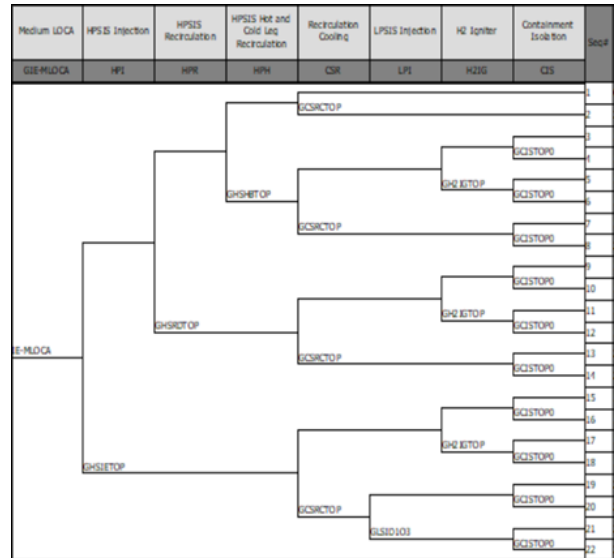 Medium LOCA HPSIS Injection HPSIS Recirculation HPSIS Hot and Cold Leg Recirculation Recirculation Cooling LPSIS Injection H2 Igniter Containment Isolation Seq#
GIE-MLOCA HPI HPR HPH CSR LPI H2IG CIS
1
GCSRCTOP
2
3
GCISTOP0
4
GH2IGTOP
5
GCISTOP0
6
GHSHBTOP
7
GCSRCTOP
GCISTOP0
8
9
GCISTOP0
10
GH2IGTOP
11
GCISTOP0
12
GHSRDTOP
13
IE-MLOCA
GCSRCTOP
GCISTOP0
14
15
GCISTOP0
16
GH2IGTOP
17
GCISTOP0
18
GHSIETOP
19
GCISTOP0
20
GCSRCTOP
21
GLSIO1O3
GCISTOP0
22